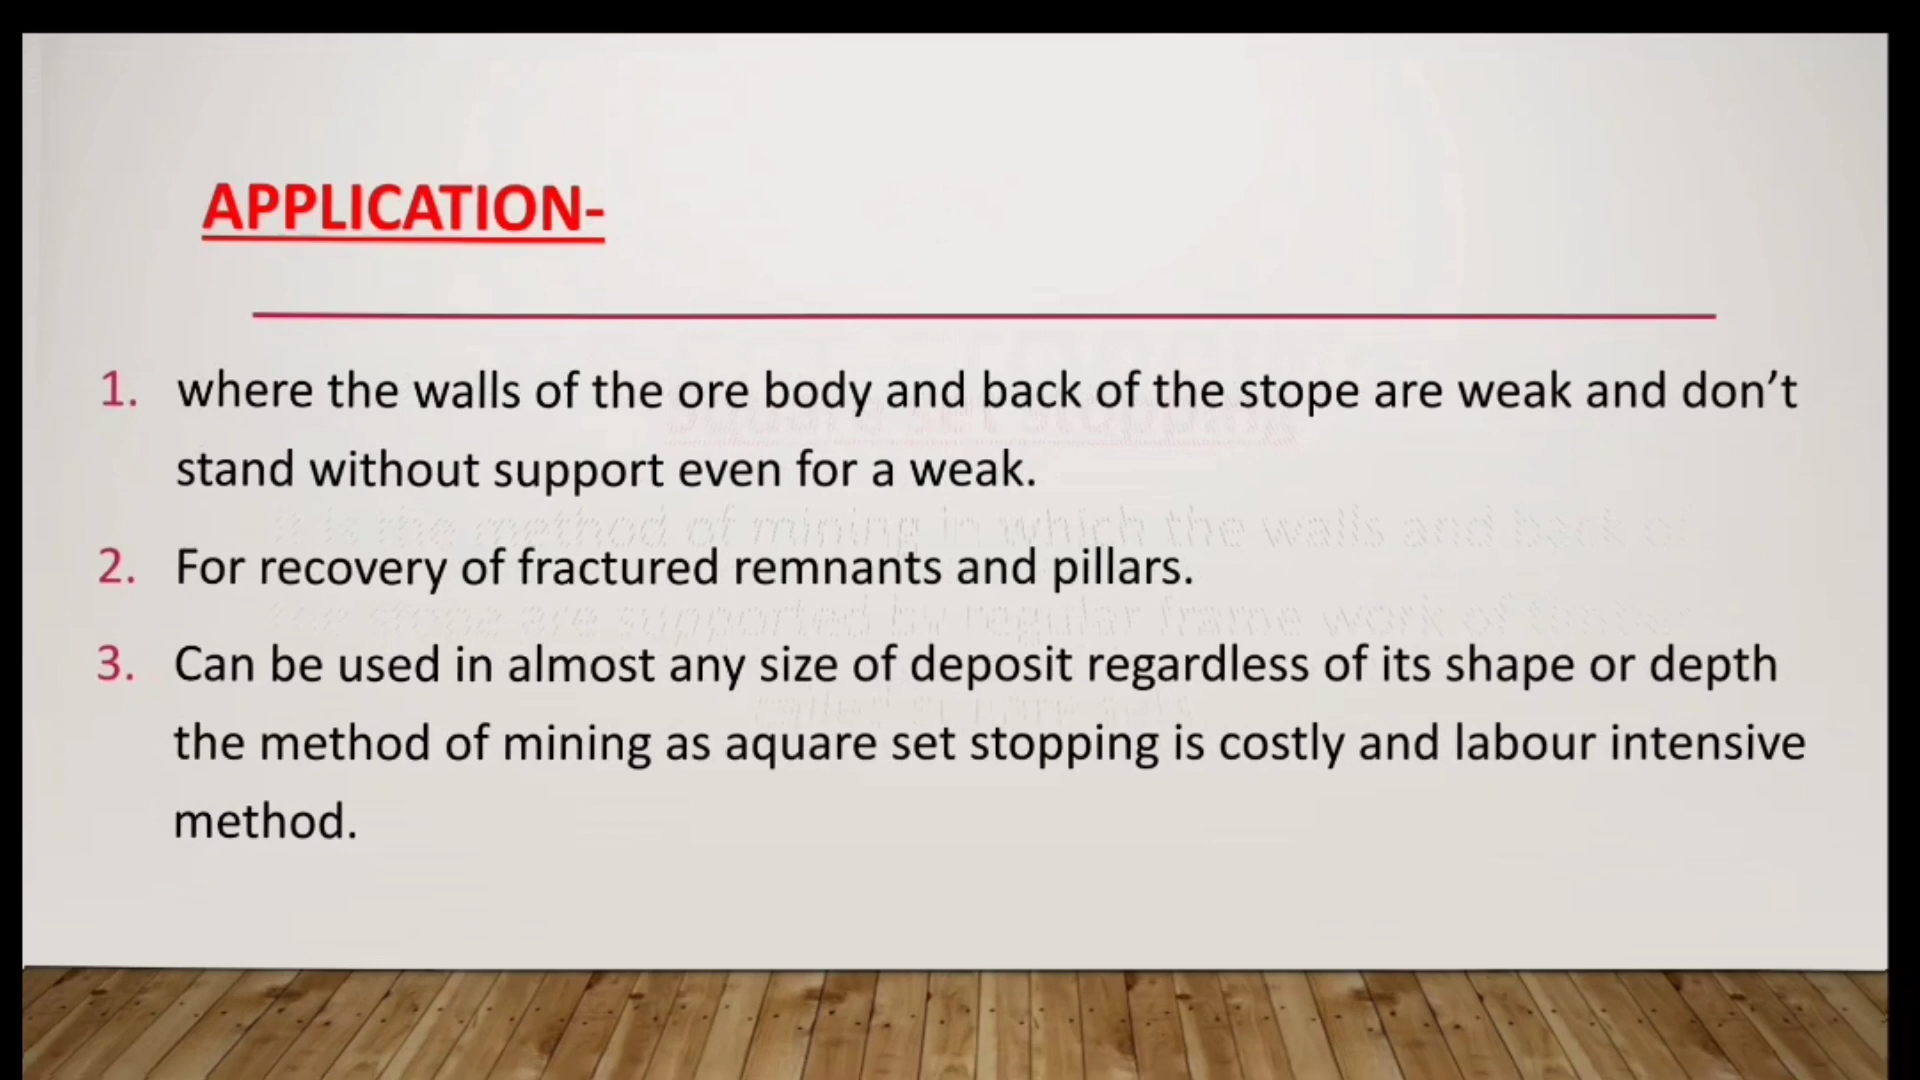 APPLICATION-
1. where the walls of the ore body and back of the stope are weak and don’t
stand without support even for a weak.
2. For recovery of fractured remnants and pillars.
3. Can be used in almost any size of deposit regardless of its shape or depth
the method of mining as aquare set stopping is costly and labour intensive
method.